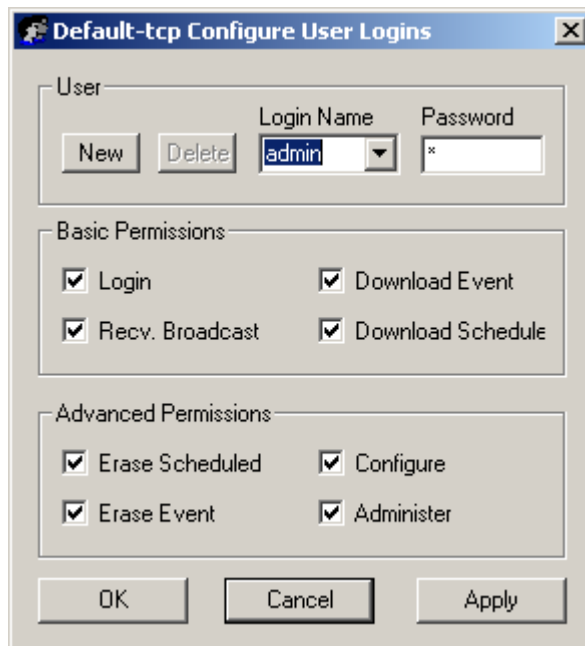 Default-tcp Configure User Logins
User
Login Name Password
New Delete admin *
Basic Permissions
Login Download Event
Recv. Broadcast Download Schedule
Advanced Permissions
Erase Scheduled Configure
Erase Event Administer
OK Cancel Apply